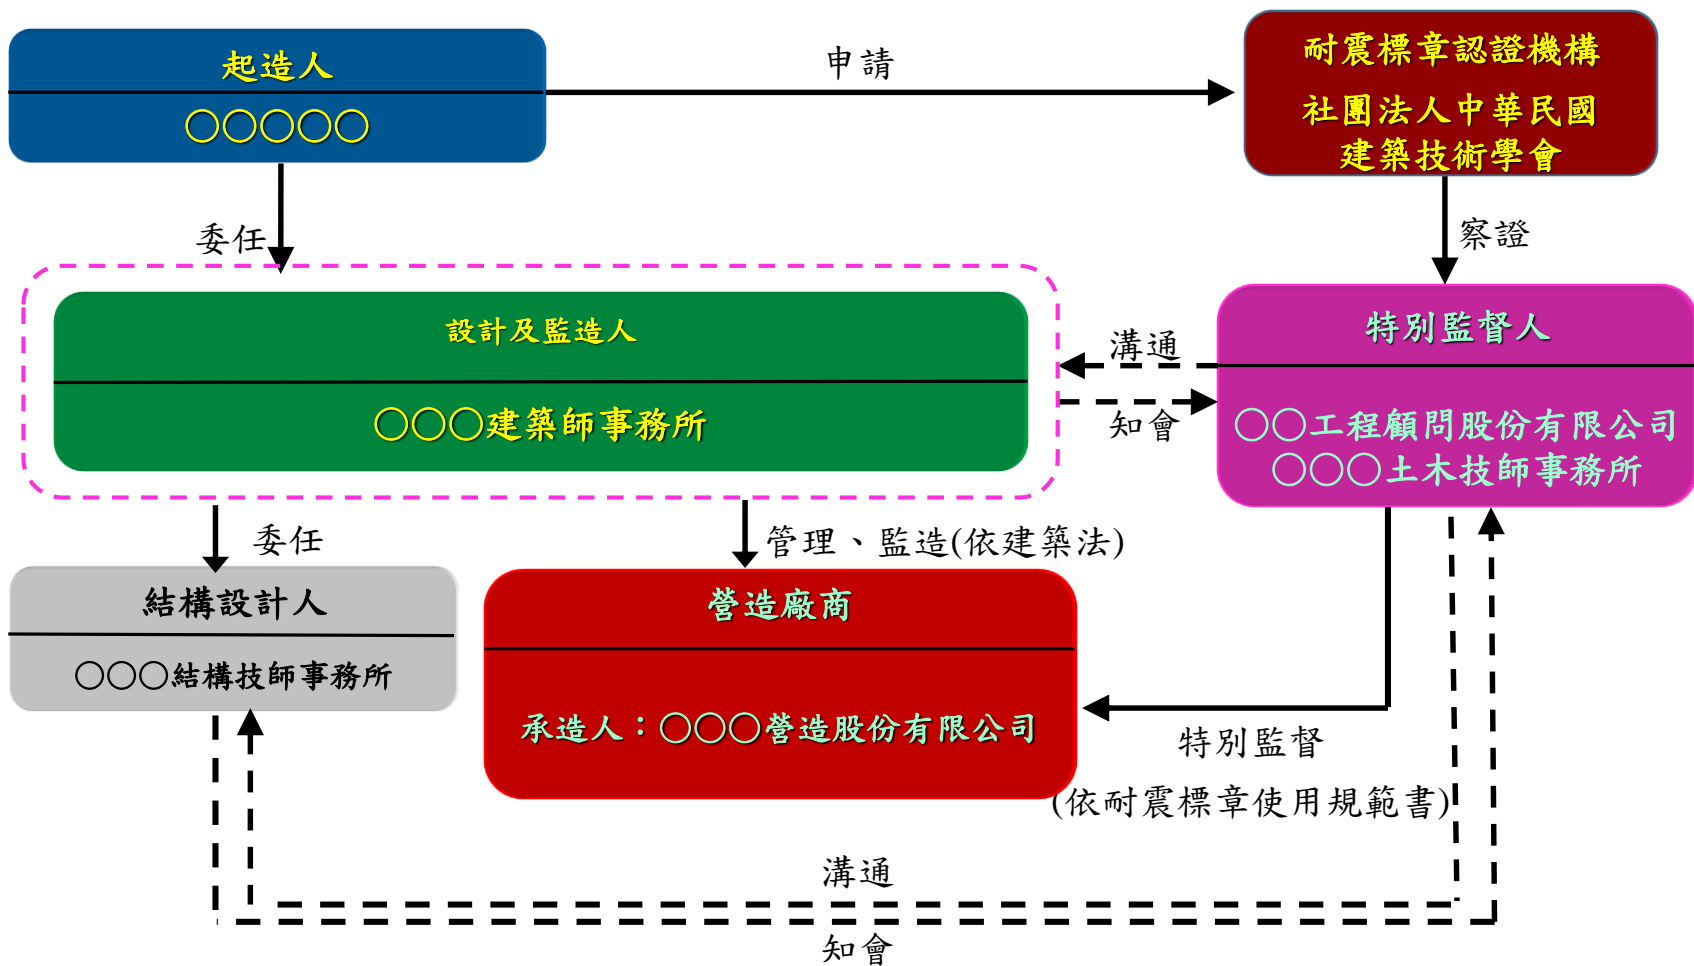 起造人
○○○○○
申請
耐震標章認證機構
社團法人中華民國
建築技術學會
委任
察證
設計及監造人
○○○建築師事務所
溝通
知會
特別監督人
○○工程顧問股份有限公司
○○○土木技師事務所
委任
管理、監造(依建築法)
結構設計人
○○○結構技師事務所
營造廠商
承造人：○○○營造股份有限公司
特別監督
(依耐震標章使用規範書)
溝通
知會